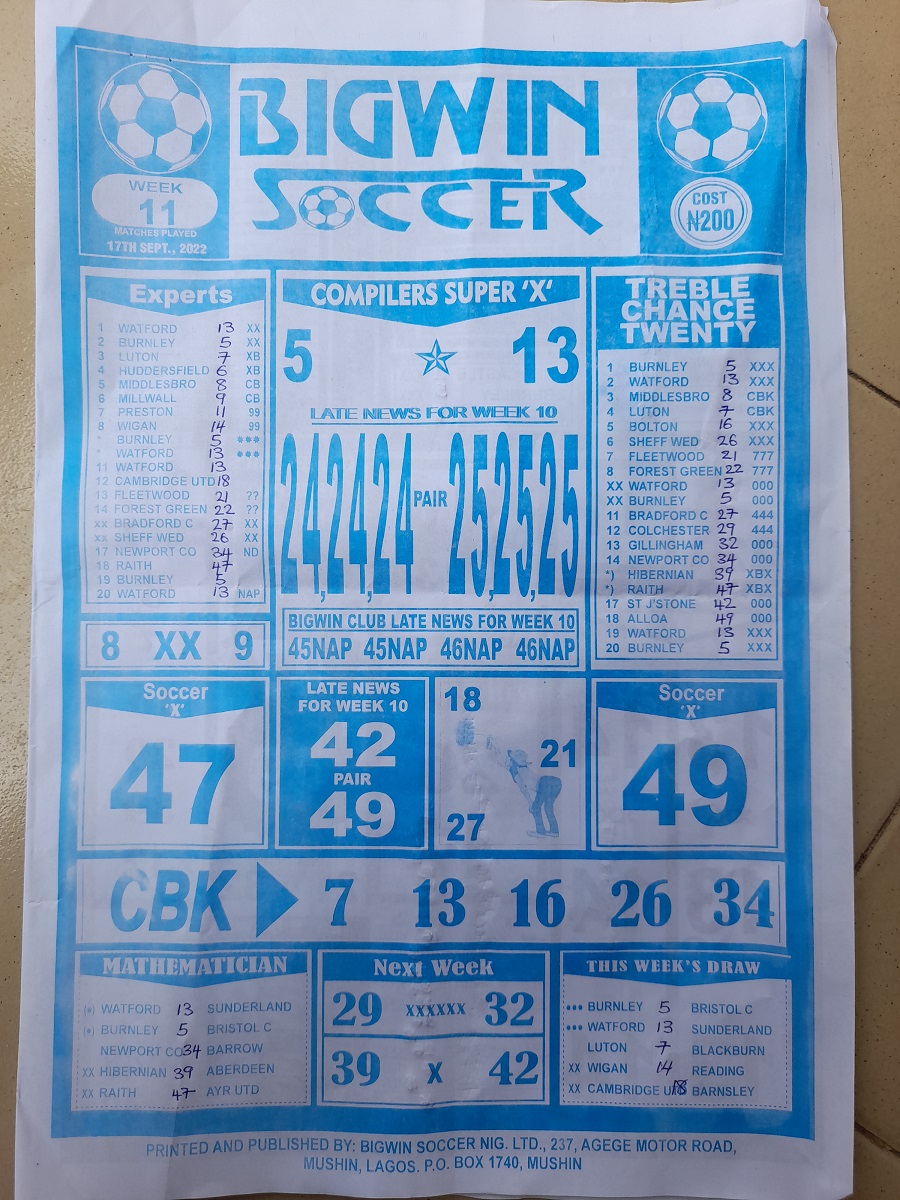 BIGWIN
SOCCER
WEEK
11
MATCHES PLAYED
17TH SEPT., 2022
COST
₦200
Experts
1 WATFORD 13 XX
2 BURNLEY 5 XX
3 LUTON 7 XB
4 HUDDERSFIELD 6 XB
5 MIDDLESBRO 8 CB
6 MILLWALL 9 CB
7 PRESTON 11 99
8 WIGAN 14 99
* BURNLEY 5 ***
* WATFORD 13 ***
11 WATFORD 13
12 CAMBRIDGE UTD 18
13 FLEETWOOD 21 ??
14 FOREST GREEN 22 ??
xx BRADFORD C 27 XX
xx SHEFF WED 26 XX
17 NEWPORT CO 34 ND
18 RAITH 47
19 BURNLEY 5
20 WATFORD 13 NAP
8 XX 9
COMPILERS SUPER 'X'
5 13
LATE NEWS FOR WEEK 10
24,24,24 PAIR 25,25,25
BIGWIN CLUB LATE NEWS FOR WEEK 10
45NAP 45NAP 46NAP 46NAP
TREBLE
CHANCE
TWENTY
1 BURNLEY 5 XXX
2 WATFORD 13 XXX
3 MIDDLESBRO 8 CBK
4 LUTON 7 CBK
5 BOLTON 16 XXX
6 SHEFF WED 26 XXX
7 FLEETWOOD 21 777
8 FOREST GREEN 22 777
XX WATFORD 13 000
XX BURNLEY 5 000
11 BRADFORD C 27 444
12 COLCHESTER 29 444
13 GILLINGHAM 32 000
14 NEWPORT CO 34 000
*) HIBERNIAN 39 XBX
*) RAITH 47 XBX
17 ST J'STONE 42 000
18 ALLOA 49 000
19 WATFORD 13 XXX
20 BURNLEY 5 XXX
Soccer
'X'
47
LATE NEWS
FOR WEEK 10
42
PAIR
49
18
21
27
Soccer
'X'
49
CBK 7 13 16 26 34
MATHEMATICIAN
(*) WATFORD 13 SUNDERLAND
(*) BURNLEY 5 BRISTOL C
NEWPORT CO 34 BARROW
XX HIBERNIAN 39 ABERDEEN
XX RAITH 47 AYR UTD
Next Week
29 XXXXXX 32
39 X 42
THIS WEEK'S DRAW
*** BURNLEY 5 BRISTOL C
*** WATFORD 13 SUNDERLAND
LUTON 7 BLACKBURN
XX WIGAN 14 READING
XX CAMBRIDGE U 18 BARNSLEY
PRINTED AND PUBLISHED BY: BIGWIN SOCCER NIG. LTD., 237, AGEGE MOTOR ROAD,
MUSHIN, LAGOS. P.O. BOX 1740, MUSHIN